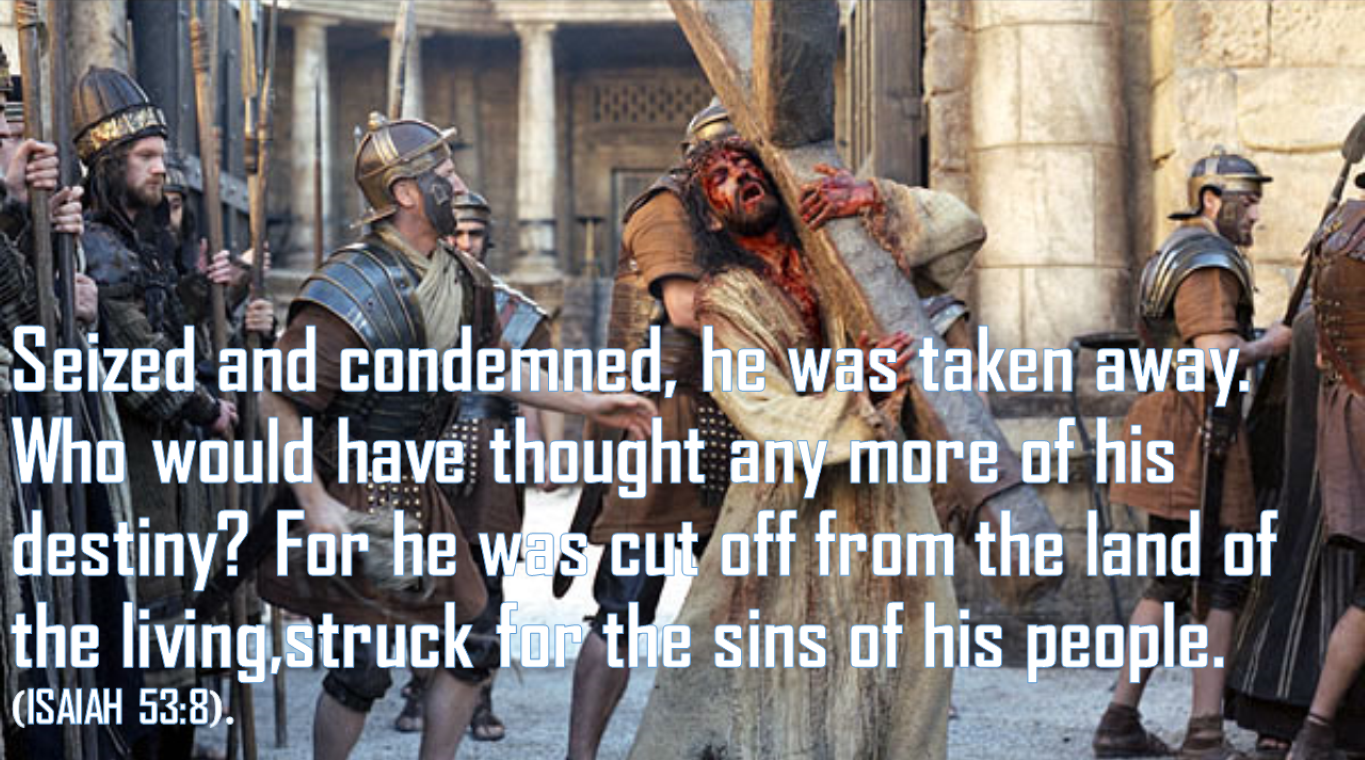 Seized and condemned, he was taken away.
Who would have thought any more of his
destiny? For he was cut off from the land of
the living,struck for the sins of his people.
(ISAIAH 53:8).